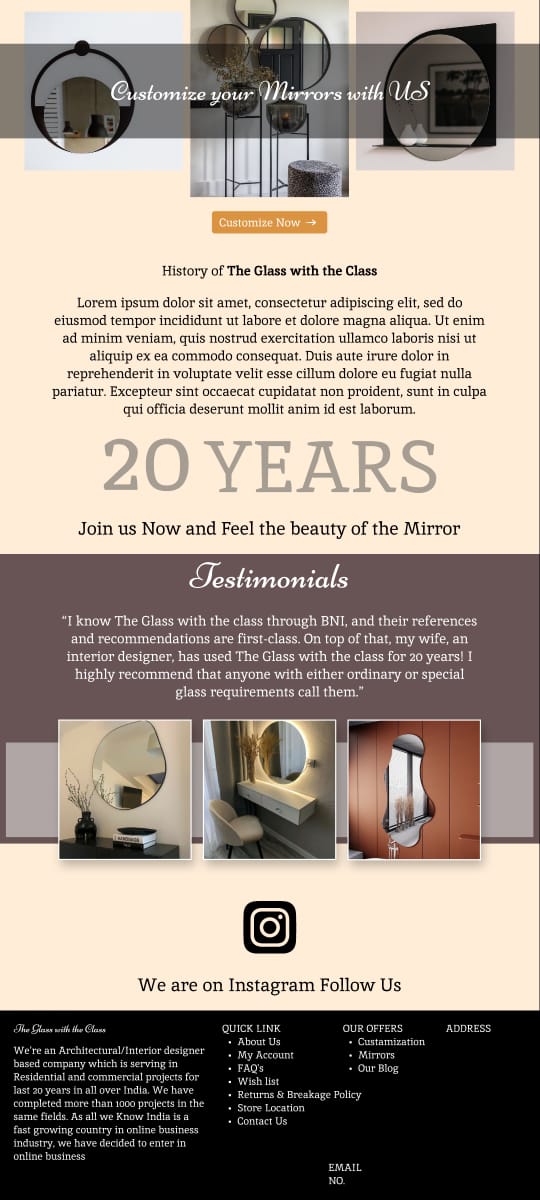 Customize your Mirrors with US
Customize Now →
History of The Glass with the Class
Lorem ipsum dolor sit amet, consectetur adipiscing elit, sed do
eiusmod tempor incididunt ut labore et dolore magna aliqua. Ut enim
ad minim veniam, quis nostrud exercitation ullamco laboris nisi ut
aliquip ex ea commodo consequat. Duis aute irure dolor in
reprehenderit in voluptate velit esse cillum dolore eu fugiat nulla
pariatur. Excepteur sint occaecat cupidatat non proident, sunt in culpa
qui officia deserunt mollit anim id est laborum.
20 YEARS
Join us Now and Feel the beauty of the Mirror
Testimonials
“I know The Glass with the class through BNI, and their references
and recommendations are first-class. On top of that, my wife, an
interior designer, has used The Glass with the class for 20 years! I
highly recommend that anyone with either ordinary or special
glass requirements call them.”
We are on Instagram Follow Us
The Glass with the Class
We're an Architectural/Interior designer
based company which is serving in
Residential and commercial projects for
last 20 years in all over India. We have
completed more than 1000 projects in the
same fields. As all we Know India is a
fast growing country in online business
industry, we have decided to enter in
online business
QUICK LINK
• About Us
• My Account
• FAQ's
• Wish list
• Returns & Breakage Policy
• Store Location
• Contact Us
OUR OFFERS
• Custamization
• Mirrors
• Our Blog
ADDRESS
EMAIL
NO.